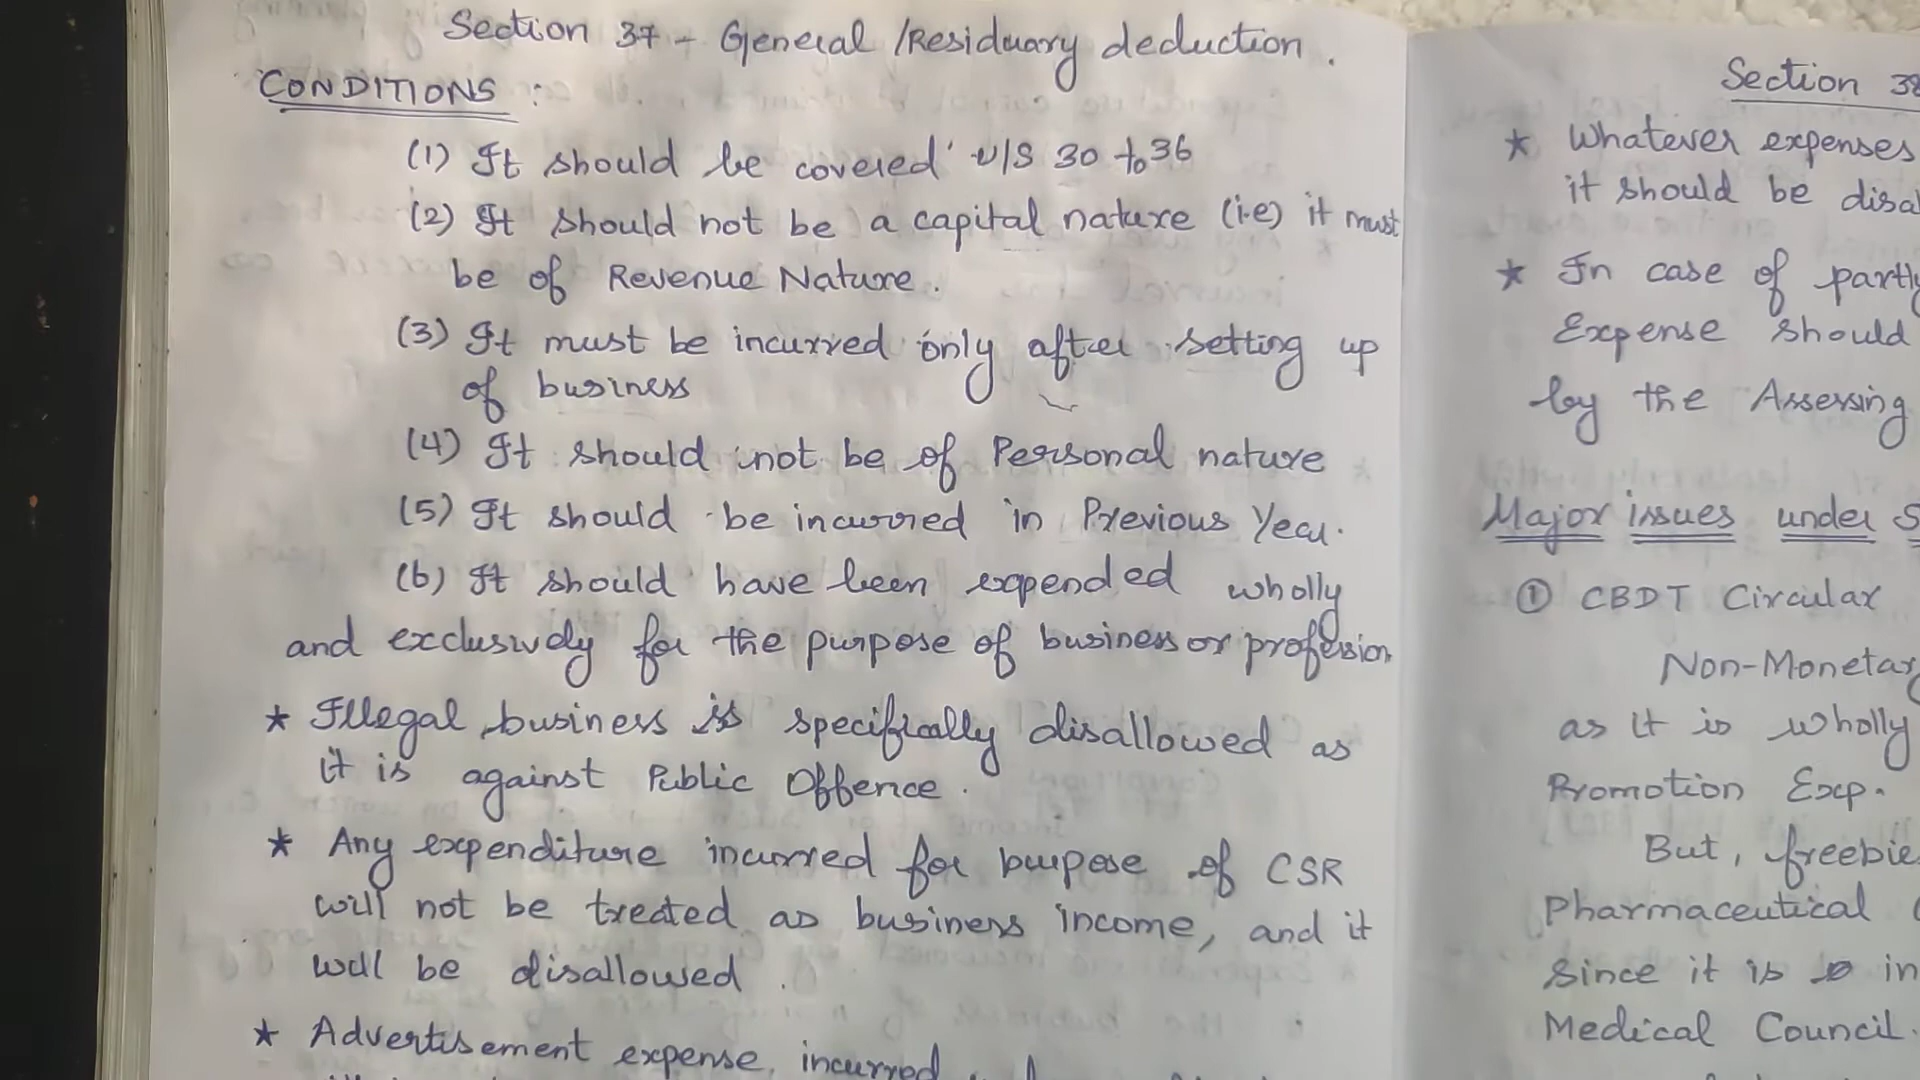 Section 37 - General /Residuary deduction.
CONDITIONS :
(1) It should be covered U/S 30 to 36
(2) It should not be a capital nature (i.e) it must
be of Revenue Nature.
(3) It must be incurred only after setting up
of business
(4) It should not be of Personal nature
(5) It should be incurred in Previous Year.
(6) It should have been expended wholly
and exclusively for the purpose of business or profession
★ Illegal business is specifically disallowed as
it is against Public Offence.
★ Any expenditure incurred for purpose of CSR
will not be treated as business income, and it
will be disallowed.
★ Advertisement expense, incurred
Section 38
★ Whatever expenses
it should be
★ In case of partly
Expense should
by the Assessing
Major issues under
① CBDT Circular
Non-Monetary
as it is wholly
Promotion Exp.
But, freebie
Pharmaceutical
Since it is in
Medical Council.